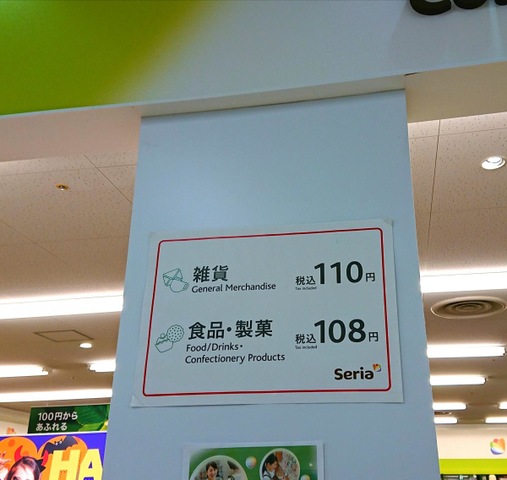 雑貨
General Merchandise
税込110円
Tax included
食品・製菓
Food/Drinks・
Confectionery Products
税込108円
Tax included
Seria
100円から
あふれる
HA